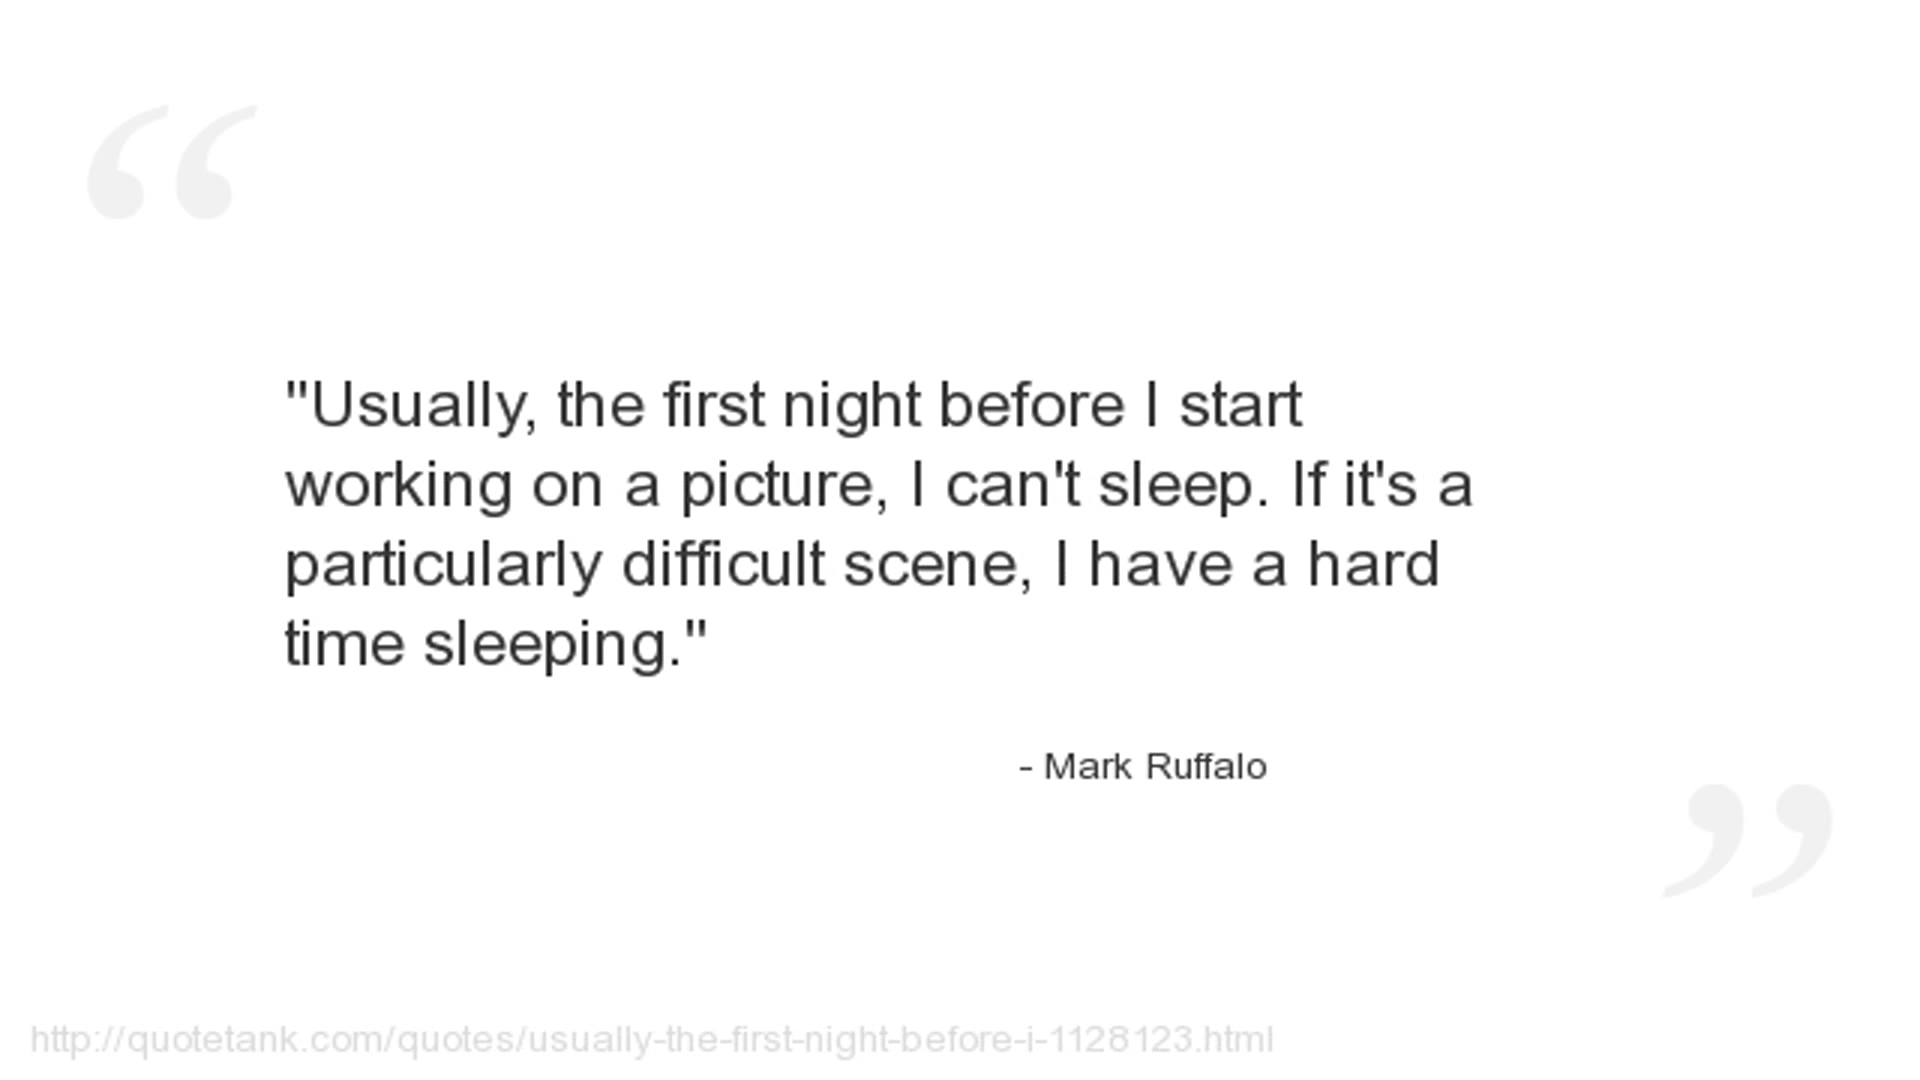 “
"Usually, the first night before I start
working on a picture, I can't sleep. If it's a
particularly difficult scene, I have a hard
time sleeping."
- Mark Ruffalo
”
http://quotetank.com/quotes/usually-the-first-night-before-i-1128123.html